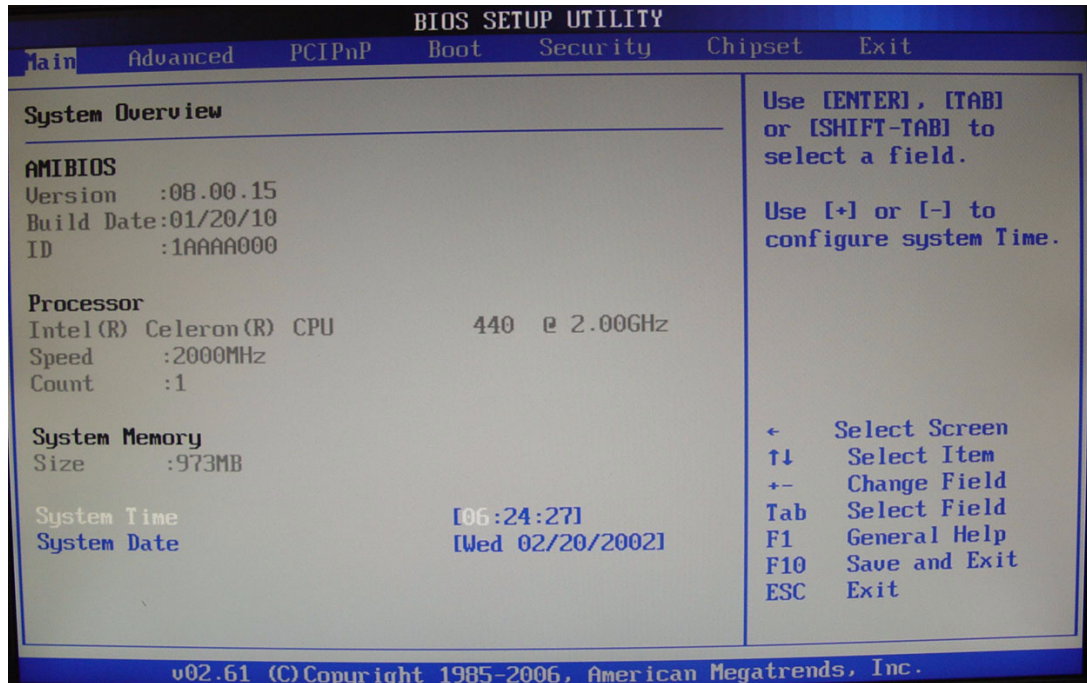 BIOS SETUP UTILITY
Main Advanced PCIPnP Boot Security Chipset Exit
System Overview
AMIBIOS
Version :08.00.15
Build Date:01/20/10
ID :1AAAA000
Processor
Intel(R) Celeron(R) CPU 440 @ 2.00GHz
Speed :2000MHz
Count :1
System Memory
Size :973MB
System Time [06:24:27]
System Date [Wed 02/20/2002]
Use [ENTER], [TAB]
or [SHIFT-TAB] to
select a field.
Use [+] or [-] to
configure system Time.
← Select Screen
↑↓ Select Item
+- Change Field
Tab Select Field
F1 General Help
F10 Save and Exit
ESC Exit
v02.61 (C)Copyright 1985-2006, American Megatrends, Inc.